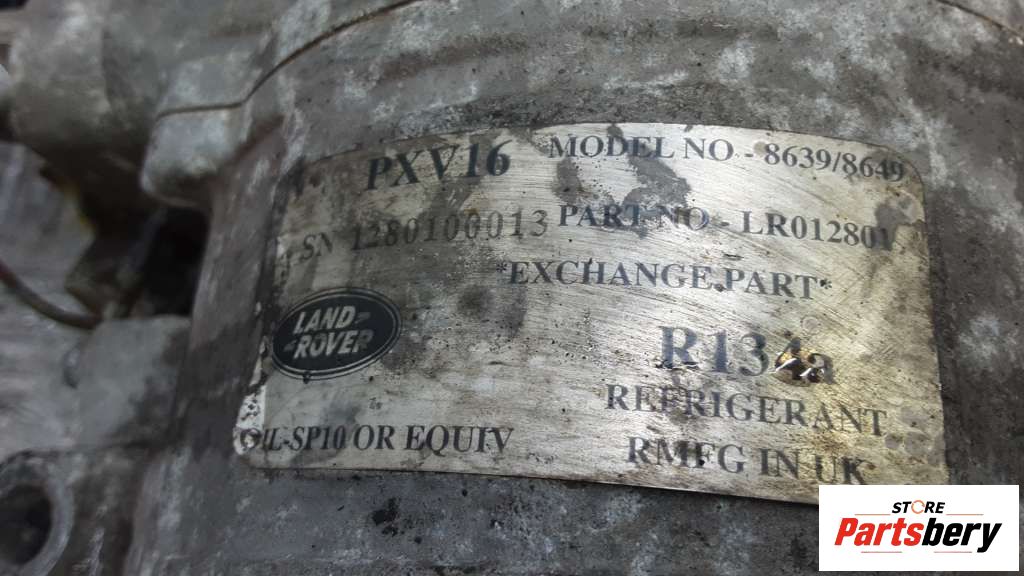 PXV16 MODEL NO - 8639/8649
SN 1280100013 PART NO - LR012801
*EXCHANGE PART*
LAND-
-ROVER
R134a
REFRIGERANT
OIL-SP10 OR EQUIV
RMFG IN UK
STORE
Partsbery